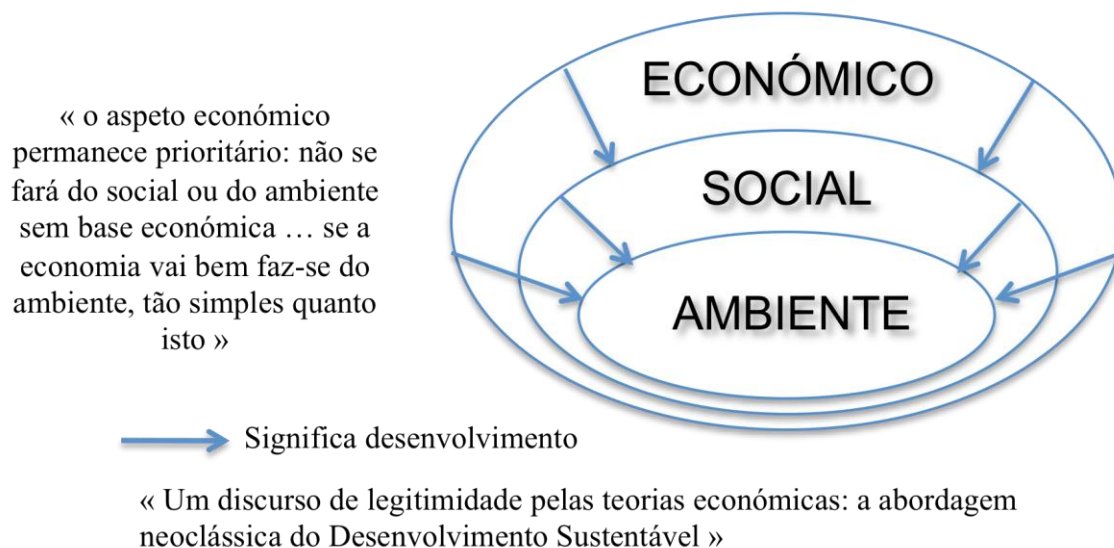 « o aspeto económico
permanece prioritário: não se
fará do social ou do ambiente
sem base económica … se a
economia vai bem faz-se do
ambiente, tão simples quanto
isto »
ECONÓMICO
SOCIAL
AMBIENTE
Significa desenvolvimento
« Um discurso de legitimidade pelas teorias económicas: a abordagem
neoclássica do Desenvolvimento Sustentável »